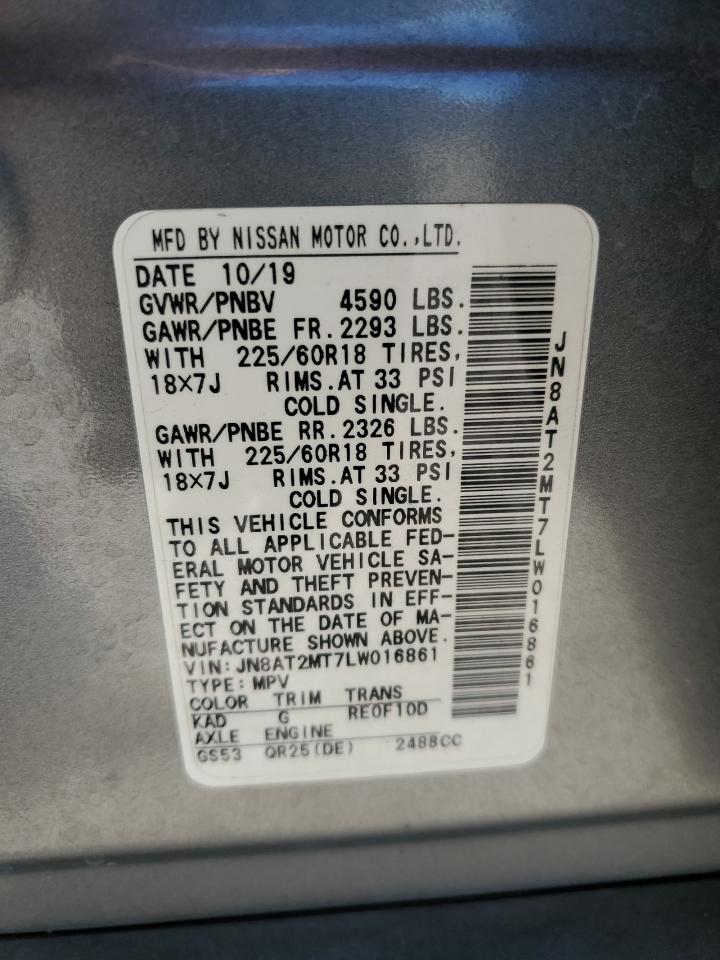 MFD BY NISSAN MOTOR CO.,LTD.
DATE 10/19
GVWR/PNBV 4590 LBS.
GAWR/PNBE FR.2293 LBS.
WITH 225/60R18 TIRES,
18×7J RIMS.AT 33 PSI
COLD SINGLE.
GAWR/PNBE RR.2326 LBS.
WITH 225/60R18 TIRES,
18×7J RIMS.AT 33 PSI
COLD SINGLE.
THIS VEHICLE CONFORMS
TO ALL APPLICABLE FED-
ERAL MOTOR VEHICLE SA-
FETY AND THEFT PREVEN-
TION STANDARDS IN EFF-
ECT ON THE DATE OF MA-
NUFACTURE SHOWN ABOVE.
VIN:JN8AT2MT7LW016861
TYPE:MPV
COLOR TRIM TRANS
KAD G RE0F10D
AXLE ENGINE
GS53 QR25(DE) 2488CC
JN8AT2MT7LW016861